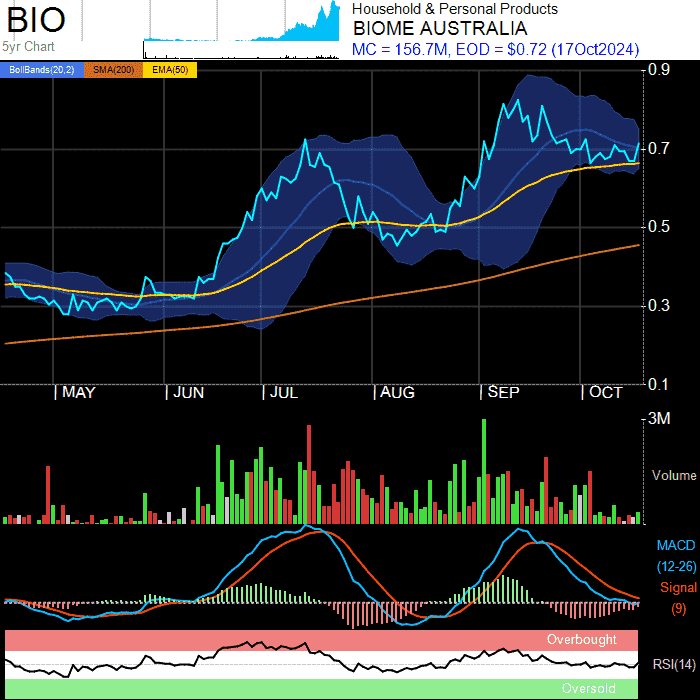 BIO
5yr Chart
Household & Personal Products
BIOME AUSTRALIA
MC = 156.7M, EOD = $0.72 (17Oct2024)
BollBands(20,2) SMA(200) EMA(50)
0.9
0.7
0.5
0.3
0.1
MAY JUN JUL AUG SEP OCT
3M
Volume
MACD
(12-26)
Signal
(9)
Overbought
RSI(14)
Oversold